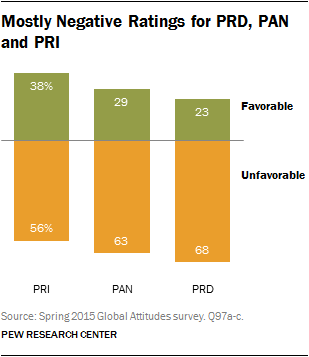 Mostly Negative Ratings for PRD, PAN
and PRI
38%
29
23
Favorable
Unfavorable
56%
63
68
PRI
PAN
PRD
Source: Spring 2015 Global Attitudes survey. Q97a-c.
PEW RESEARCH CENTER